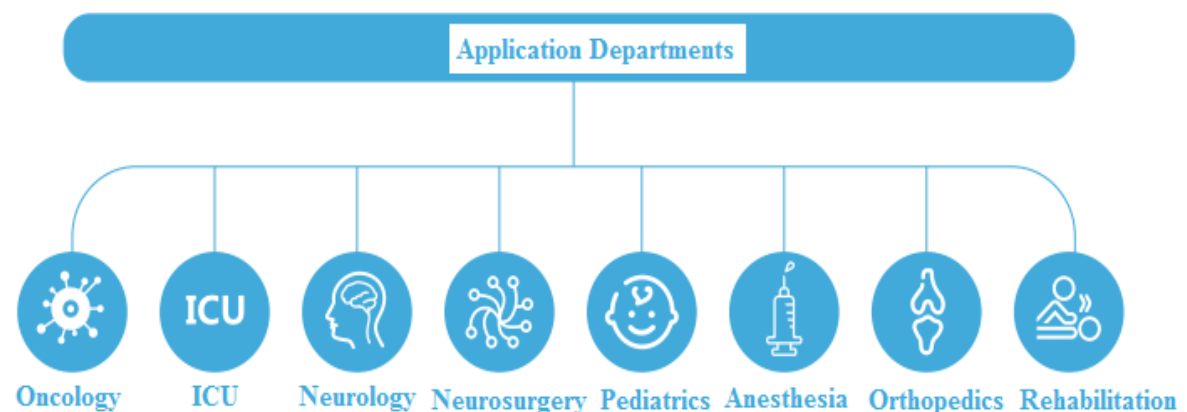 Application Departments
ICU
Oncology
ICU
Neurology
Neurosurgery
Pediatrics
Anesthesia
Orthopedics
Rehabilitation